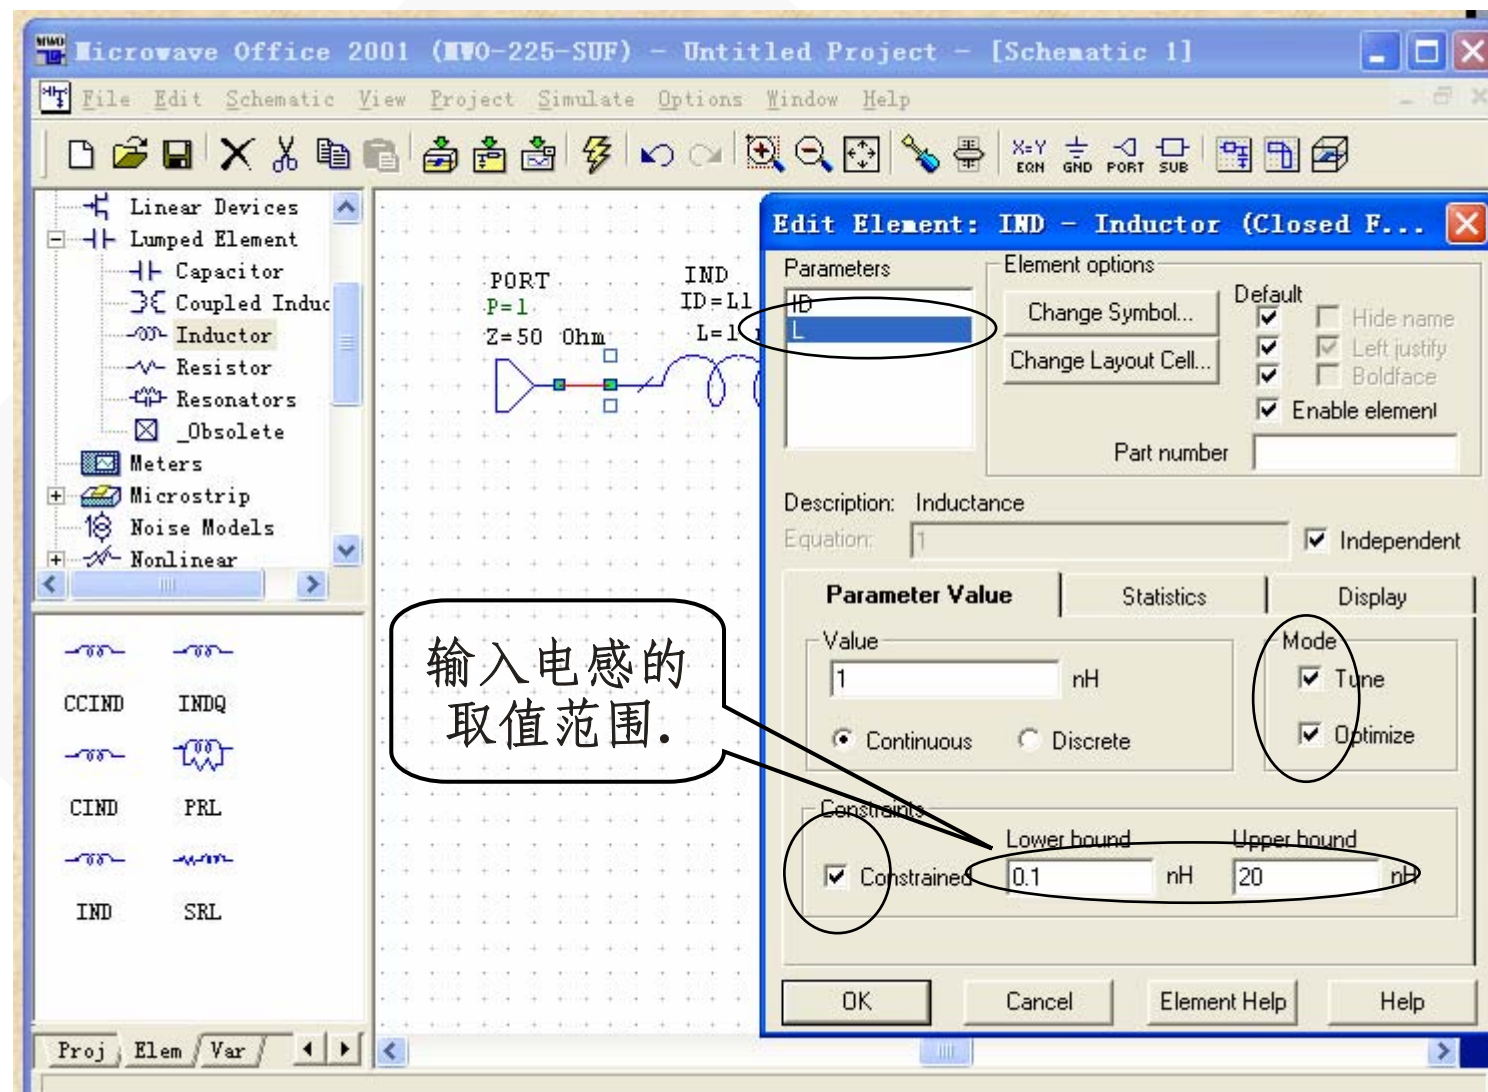 Microwave Office 2001 (MWO-225-SUF) - Untitled Project - [Schematic 1]
File Edit Schematic View Project Simulate Options Window Help
X=Y EQN GND PORT SUB
Linear Devices
Lumped Element
Capacitor
Coupled Induc
Inductor
Resistor
Resonators
_Obsolete
Meters
Microstrip
Noise Models
Nonlinear
CCIND INDQ
CIND PRL
IND SRL
Proj Elem Var
PORT
P=1
Z=50 Ohm
IND
ID=L1
L=1
输入电感的
取值范围.
Edit Element: IND - Inductor (Closed F...
Parameters
ID
L
Element options
Change Symbol...
Change Layout Cell...
Default
Hide name
Left justify
Boldface
Enable element
Part number
Description: Inductance
Equation: 1
Independent
Parameter Value Statistics Display
Value
1 nH
Continuous Discrete
Mode
Tune
Optimize
Constraints
Lower bound Upper bound
Constrained 0.1 nH 20 nH
OK Cancel Element Help Help